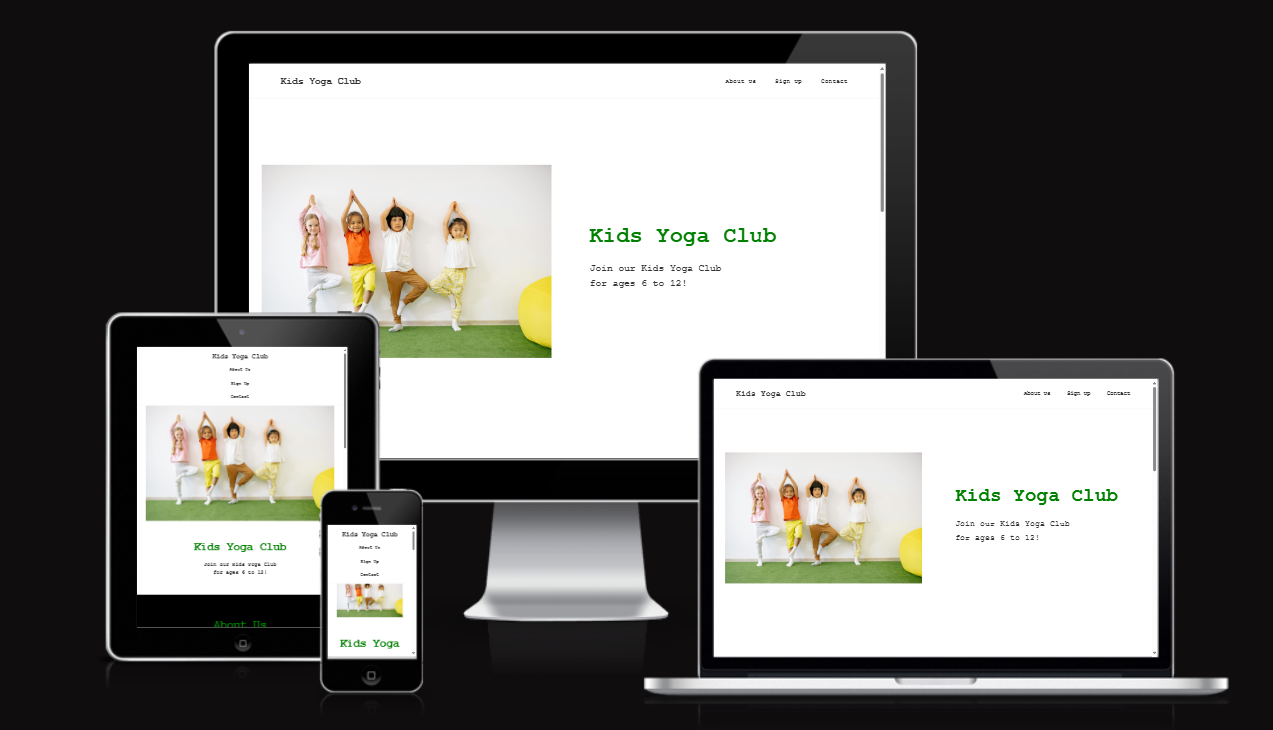 Kids Yoga Club
About us
Sign up
Contact
Kids Yoga Club
Join our Kids Yoga Club
for ages 6 to 12!
Kids Yoga Club
About Us
Sign Up
Contact
Kids Yoga Club
Join our kids yoga Club
for ages 6 to 12!
About Us
Kids Yoga Club
About Us
Sign Up
Contact
Kids Yoga
Kids Yoga Club
About us
Sign up
Contact
Kids Yoga Club
Join our Kids Yoga Club
for ages 6 to 12!